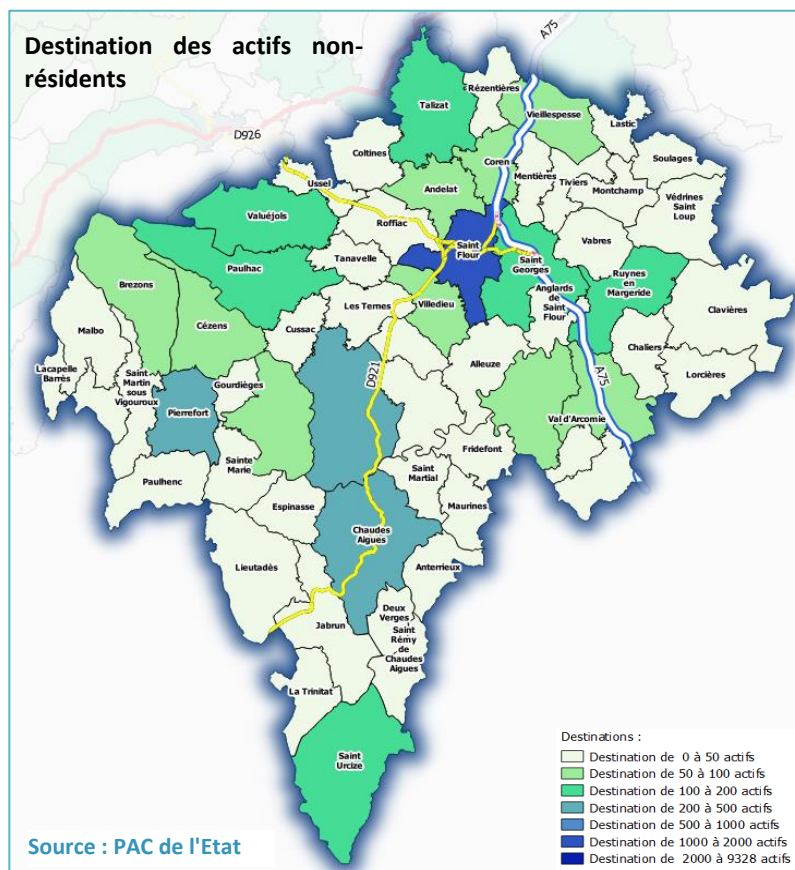 Destination des actifs non-
résidents
A75
D926
Talizat
Rézentières
Vieillespesse
Lastic
Coltines
Coren
Soulages
Ussel
Andelat
Mentières
Tiviers
Montchamp
Védrines
Saint
Loup
Valuéjols
Roffiac
Saint
Flour
Saint
Georges
Vabres
Paulhac
Tanavelle
Ruynes
en
Margeride
Brezons
Les Ternes
Villedieu
Anglards
de
Saint
Flour
Clavières
Cézens
Cussac
Malbo
Chaliers
Lacapelle
Barrès
Saint
Martin
sous
Vigouroux
Gourdièges
Pierrefort
D921
Alleuze
A75
Lorcières
Val d'Arcomie
Sainte
Marie
Fridefont
Paulhenc
Saint
Martial
Espinasse
Maurines
Chaudes
Aigues
Lieutadès
Anterrieux
Jabrun
Deux
Verges
Saint
Rémy
de
Chaudes
Aigues
La Trinitat
Saint
Urcize
Destinations :
Destination de 0 à 50 actifs
Destination de 50 à 100 actifs
Destination de 100 à 200 actifs
Destination de 200 à 500 actifs
Destination de 500 à 1000 actifs
Destination de 1000 à 2000 actifs
Destination de 2000 à 9328 actifs
Source : PAC de l'Etat